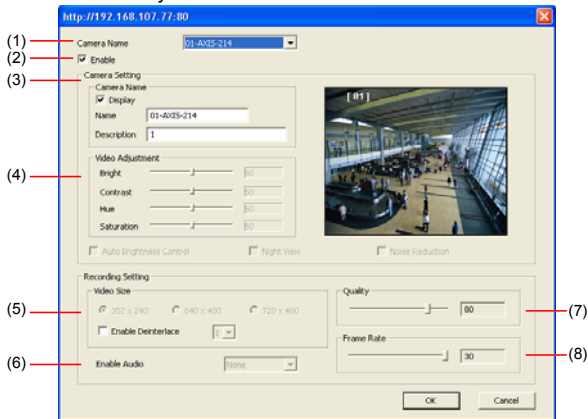 http://192.168.107.77:80
(1) Camera Name 01-AXIS-214
(2) Enable
(3) Camera Setting
Camera Name
Display
Name 01-AXIS-214
Description 1
[01]
(4) Video Adjustment
Bright 50
Contrast 50
Hue 50
Saturation 50
Auto Brightness Control Night View Noise Reduction
Recording Setting
Video Size
(5) 352 x 240 640 x 480 720 x 480
Enable Deinterlace 1
(6) Enable Audio None
Quality
80 (7)
Frame Rate
30 (8)
OK Cancel